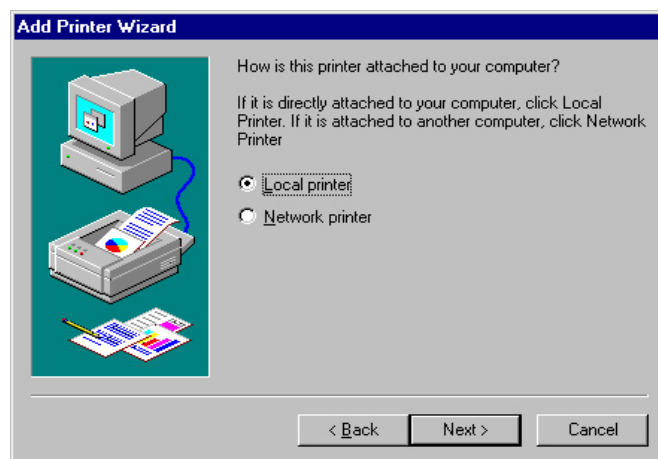 Add Printer Wizard
How is this printer attached to your computer?
If it is directly attached to your computer, click Local
Printer. If it is attached to another computer, click Network
Printer
Local printer
Network printer
< Back
Next >
Cancel